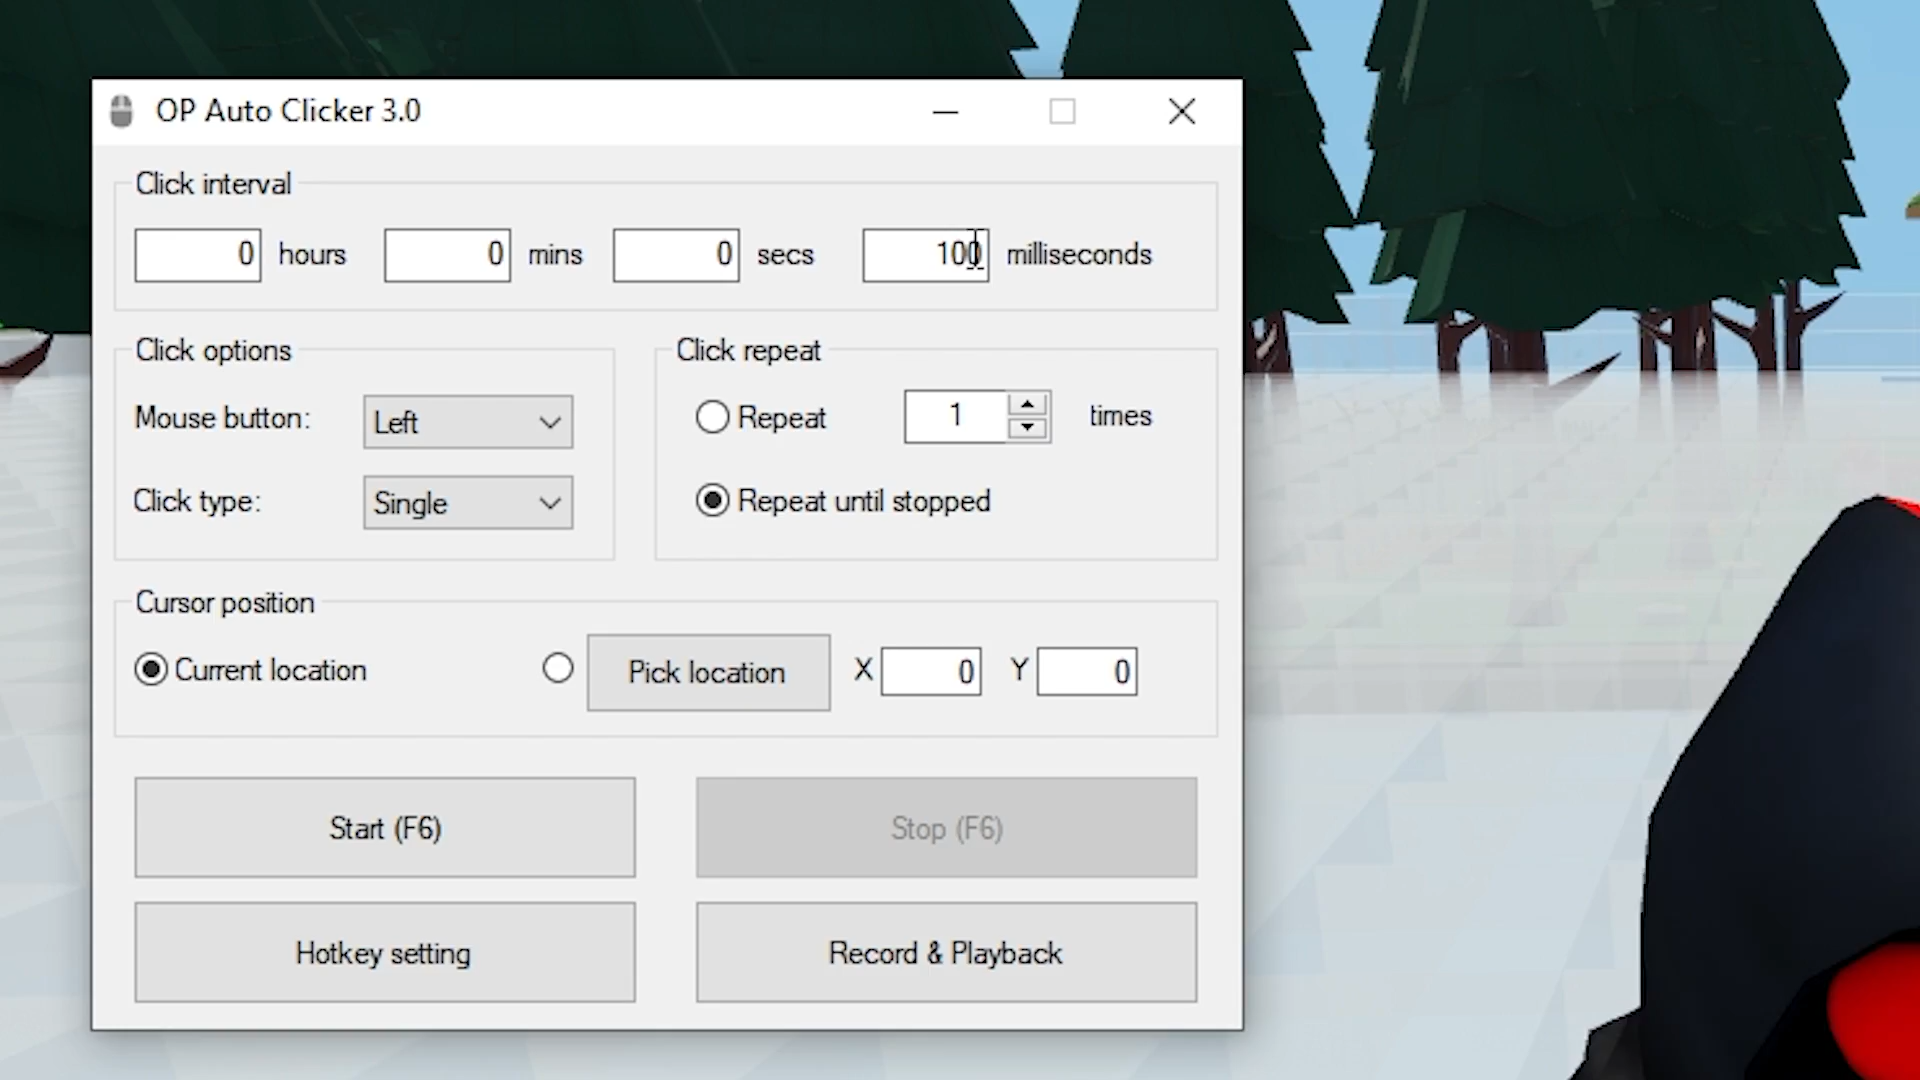 OP Auto Clicker 3.0
Click interval
0 hours 0 mins 0 secs 100 milliseconds
Click options
Mouse button: Left
Click type: Single
Click repeat
Repeat 1 times
Repeat until stopped
Cursor position
Current location Pick location X 0 Y 0
Start (F6) Stop (F6)
Hotkey setting Record & Playback